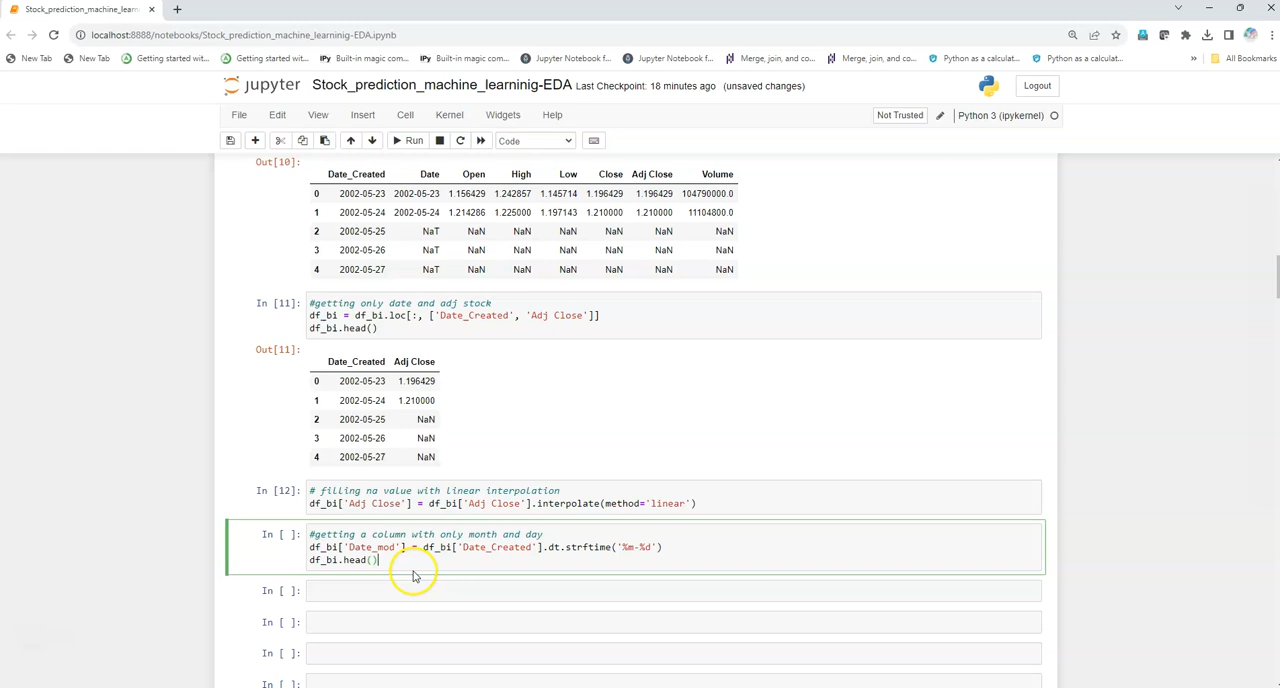 Stock_prediction_machine_learni
localhost:8888/notebooks/Stock_prediction_machine_learninig-EDA.ipynb
New Tab New Tab Getting started wit... Getting started wit... IPy Built-in magic com... IPy Built-in magic com... Jupyter Notebook f... Jupyter Notebook f... Merge, join, and co... Merge, join, and co... Python as a calculat... Python as a calculat... » All Bookmarks
jupyter Stock_prediction_machine_learninig-EDA Last Checkpoint: 18 minutes ago (unsaved changes) Logout
File Edit View Insert Cell Kernel Widgets Help Not Trusted Python 3 (ipykernel)
Run Code
Out[10]:
Date_Created Date Open High Low Close Adj Close Volume
0 2002-05-23 2002-05-23 1.156429 1.242857 1.145714 1.196429 1.196429 104790000.0
1 2002-05-24 2002-05-24 1.214286 1.225000 1.197143 1.210000 1.210000 11104800.0
2 2002-05-25 NaT NaN NaN NaN NaN NaN NaN
3 2002-05-26 NaT NaN NaN NaN NaN NaN NaN
4 2002-05-27 NaT NaN NaN NaN NaN NaN NaN
In [11]: #getting only date and adj stock
df_bi = df_bi.loc[:, ['Date_Created', 'Adj Close']]
df_bi.head()
Out[11]:
Date_Created Adj Close
0 2002-05-23 1.196429
1 2002-05-24 1.210000
2 2002-05-25 NaN
3 2002-05-26 NaN
4 2002-05-27 NaN
In [12]: # filling na value with linear interpolation
df_bi['Adj Close'] = df_bi['Adj Close'].interpolate(method='linear')
In [ ]: #getting a column with only month and day
df_bi['Date_mod'] = df_bi['Date_Created'].dt.strftime('%m-%d')
df_bi.head()
In [ ]:
In [ ]:
In [ ]:
In [ ]: